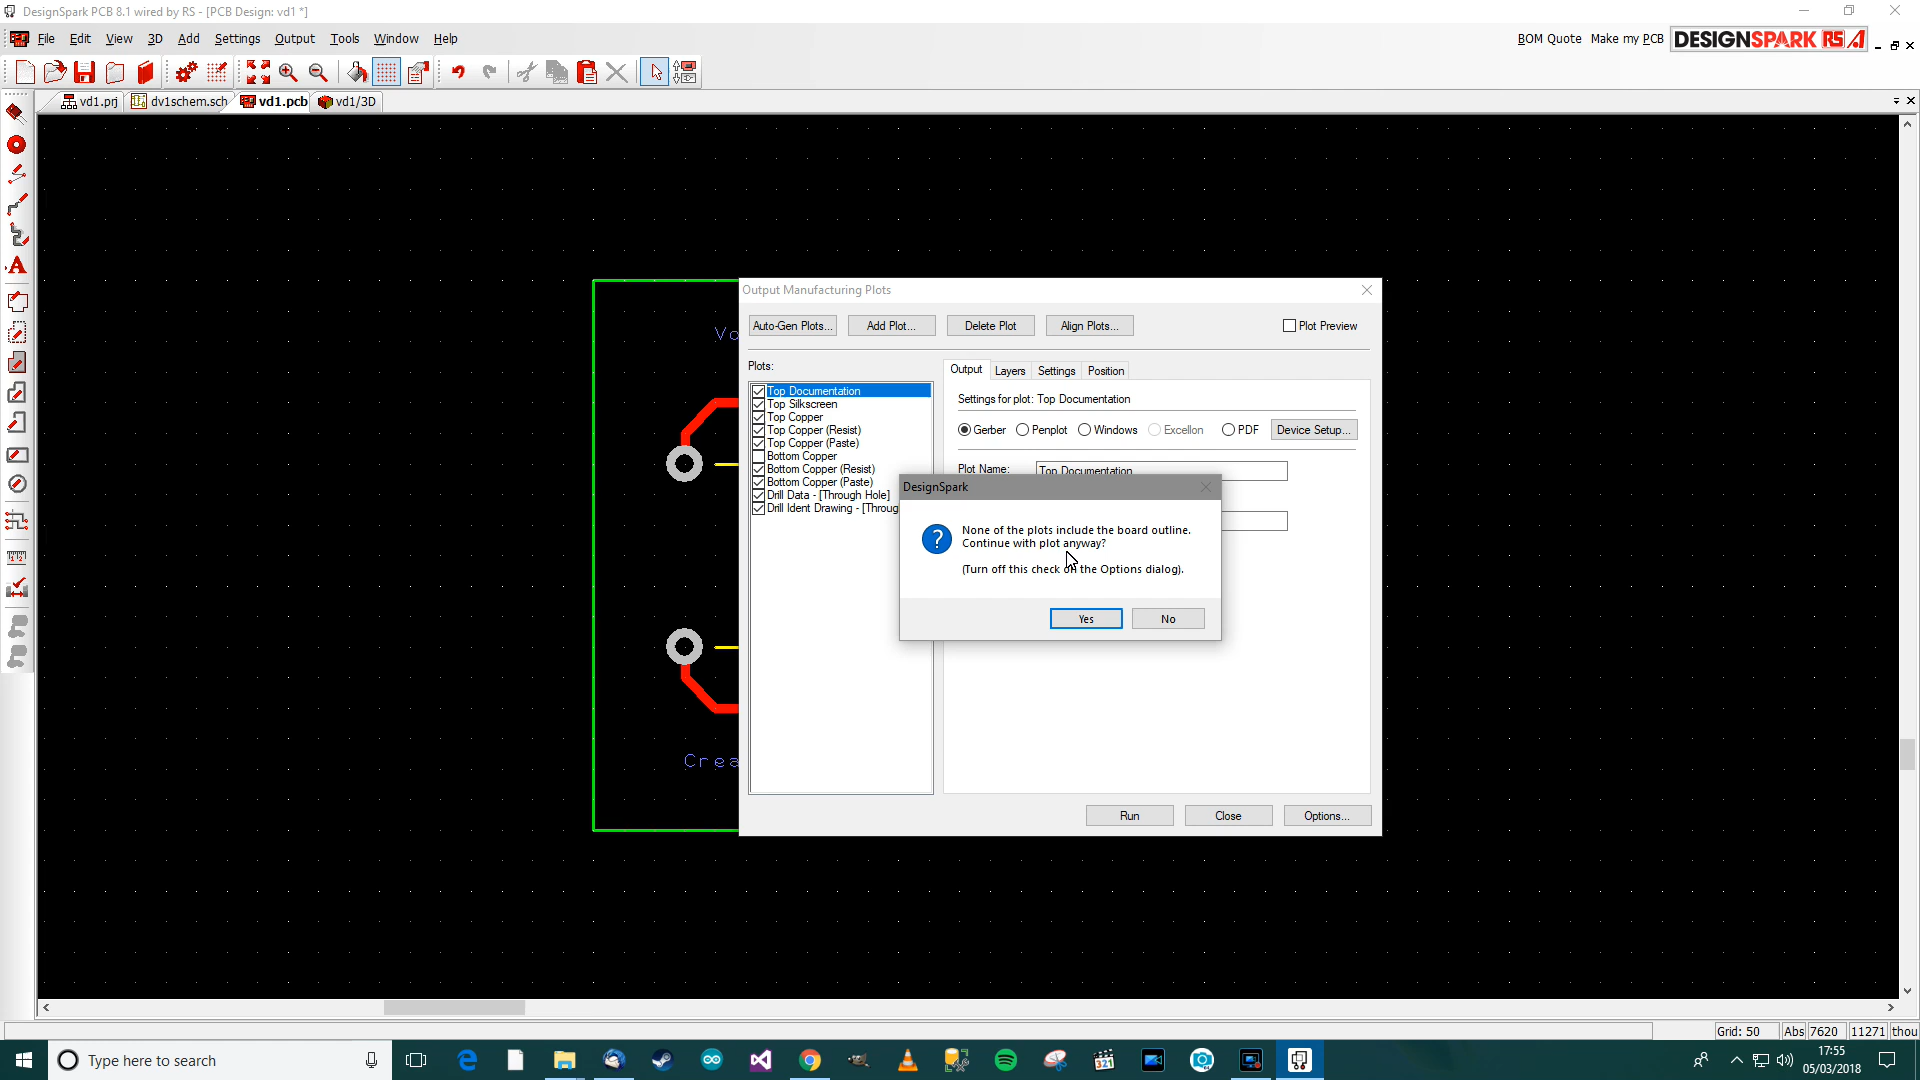 DesignSpark PCB 8.1 wired by RS - [PCB Design: vd1 *]
File Edit View 3D Add Settings Output Tools Window Help
BOM Quote Make my PCB DESIGNSPARK RS
vd1.prj dv1schem.sch vd1.pcb vd1/3D
Output Manufacturing Plots
Auto-Gen Plots... Add Plot... Delete Plot Align Plots... Plot Preview
Plots:
Top Documentation
Top Silkscreen
Top Copper
Top Copper (Resist)
Top Copper (Paste)
Bottom Copper
Bottom Copper (Resist)
Bottom Copper (Paste)
Drill Data - [Through Hole]
Drill Ident Drawing - [Throug
Output Layers Settings Position
Settings for plot: Top Documentation
Gerber Penplot Windows Excellon PDF Device Setup...
Plot Name: Top Documentation
DesignSpark
None of the plots include the board outline.
Continue with plot anyway?
(Turn off this check on the Options dialog).
Yes No
Run Close Options...
Vo
Crea
Grid: 50 Abs 7620 11271 thou
Type here to search
17:55
05/03/2018